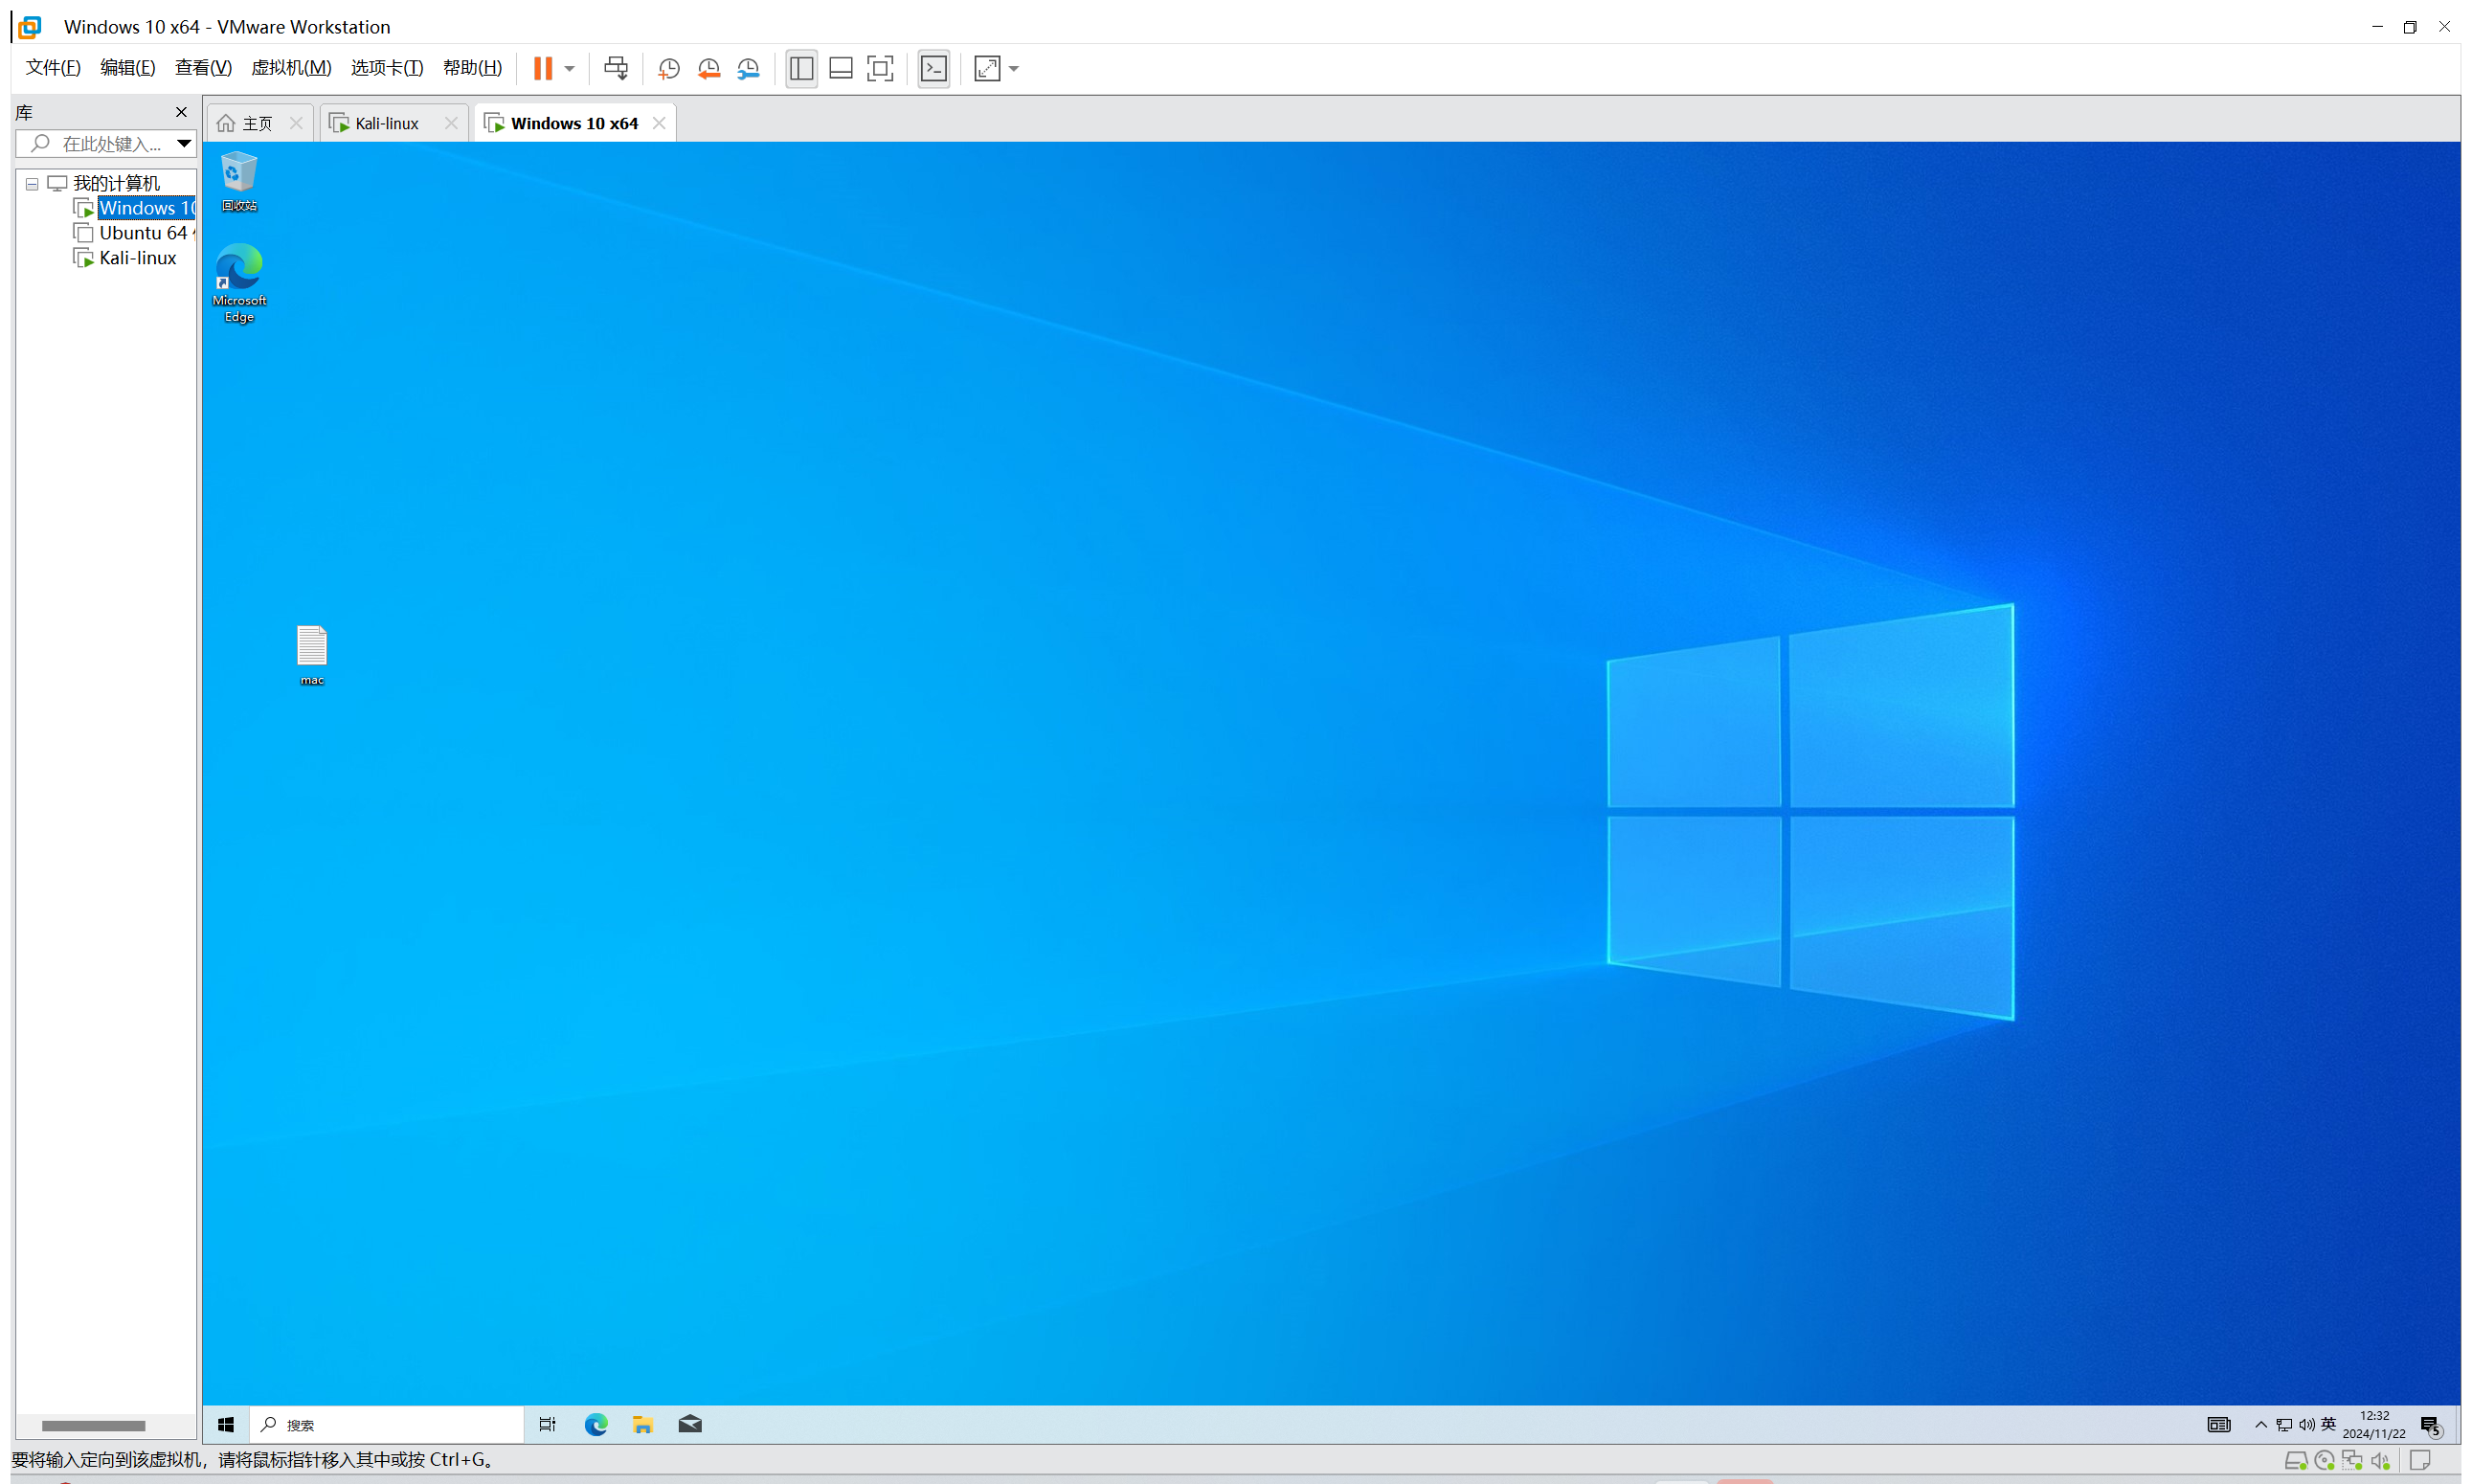 Windows 10 x64 - VMware Workstation
文件(F) 编辑(E) 查看(V) 虚拟机(M) 选项卡(T) 帮助(H)
库
主页 Kali-linux Windows 10 x64
在此处键入...
我的计算机
Windows 10
Ubuntu 64
Kali-linux
回收站
Microsoft
Edge
mac
搜索
英
12:32
2024/11/22
5
要将输入定向到该虚拟机，请将鼠标指针移入其中或按 Ctrl+G。